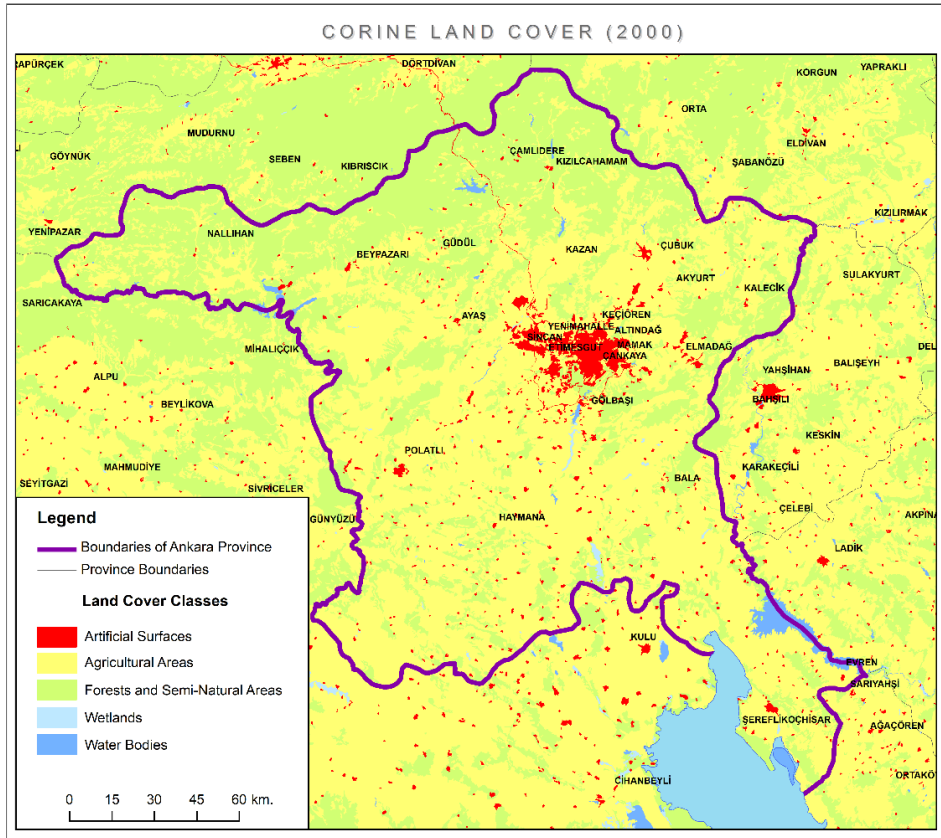 CORINE LAND COVER (2000)
RAPÜRÇEK
DÖRTDİVAN
KORGUN
YAPRAKLI
ORTA
MUDURNU
ELDİVAN
GÖYNÜK
SEBEN
KIBRISCIK
ÇAMLIDERE
KIZILCAHAMAM
ŞABANÖZÜ
YENİPAZAR
NALLIHAN
KIZILIRMAK
GÜDÜL
KAZAN
ÇUBUK
BEYPAZARI
AKYURT
SULAKYURT
SARICAKAYA
KALECİK
AYAŞ
KEÇİÖREN
YENİMAHALLE
ALTINDAĞ
SİNCAN
MİHALIÇÇIK
ETİMESGUT
MAMAK
ELMADAĞ
DEL
ÇANKAYA
ALPU
YAHŞİHAN
BALIŞEYH
BEYLİKOVA
GÖLBAŞI
BAHŞILI
KESKİN
POLATLI
MAHMUDİYE
KARAKEÇİLİ
SEYİTGAZİ
SİVRİCELER
BALA
ÇELEBİ
GÜNYÜZÜ
HAYMANA
AKPINA
LADİK
KULU
EVREN
SARIYAHŞİ
ŞEREFLİKOÇHİSAR
AĞAÇÖREN
CİHANBEYLİ
ORTAKÖ
Legend
Boundaries of Ankara Province
Province Boundaries
Land Cover Classes
Artificial Surfaces
Agricultural Areas
Forests and Semi-Natural Areas
Wetlands
Water Bodies
0 15 30 45 60 km.